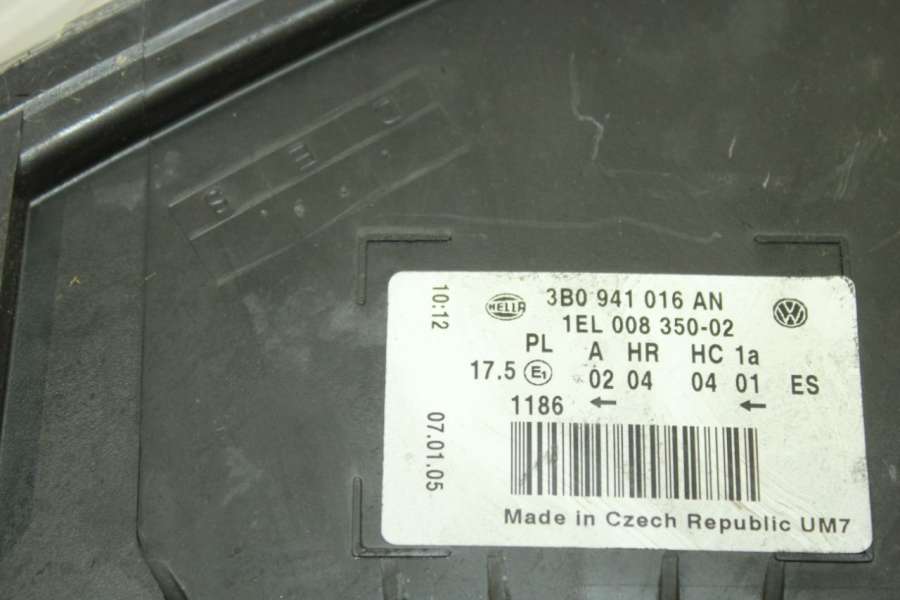 10:12
HELLA
3B0 941 016 AN
1EL 008 350-02
PL A HR HC 1a
17.5 E1 02 04 04 01 ES
1186 ← ←
07.01.05
Made in Czech Republic UM7